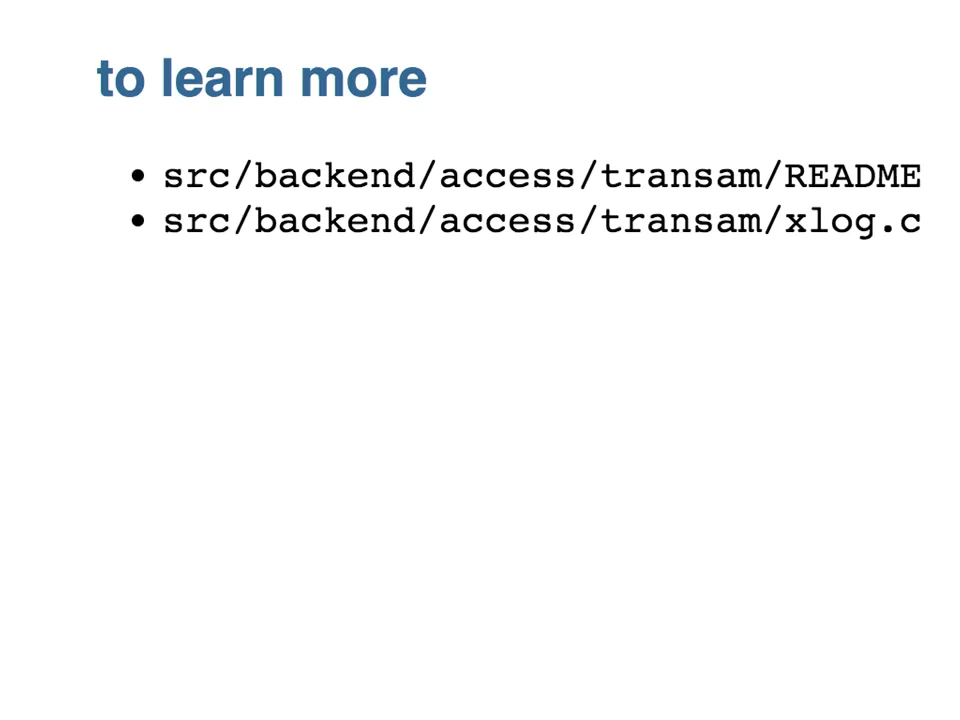 to learn more
• src/backend/access/transam/README
• src/backend/access/transam/xlog.c